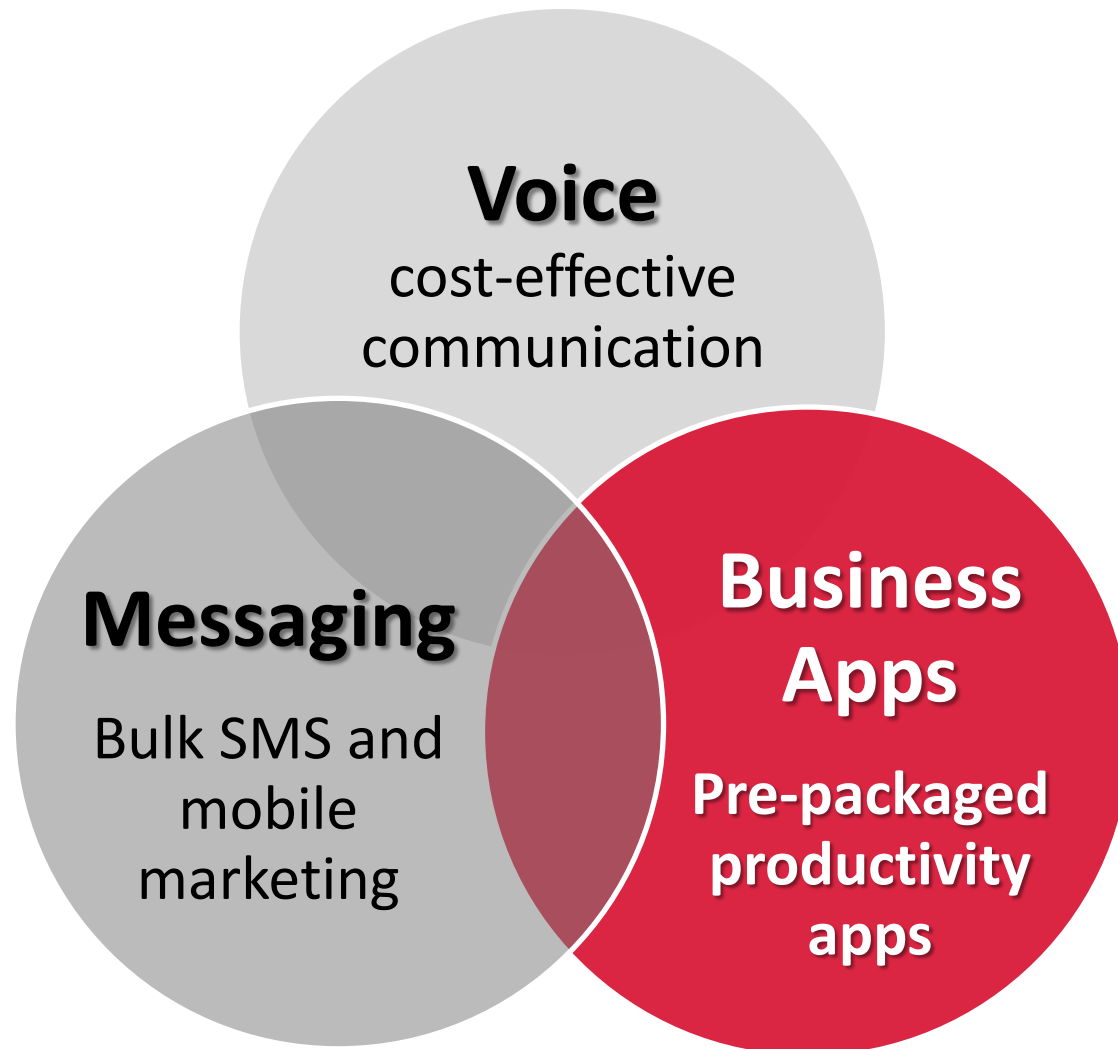 Voice
cost-effective
communication
Messaging
Bulk SMS and
mobile
marketing
Business
Apps
Pre-packaged
productivity
apps